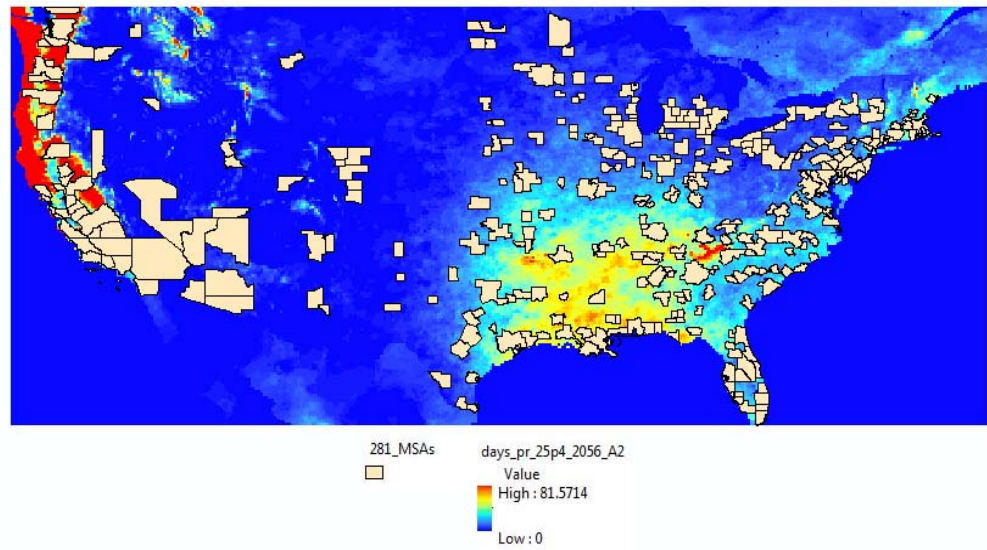 281_MSAs
days_pr_25p4_2056_A2
Value
High : 81.5714
Low : 0